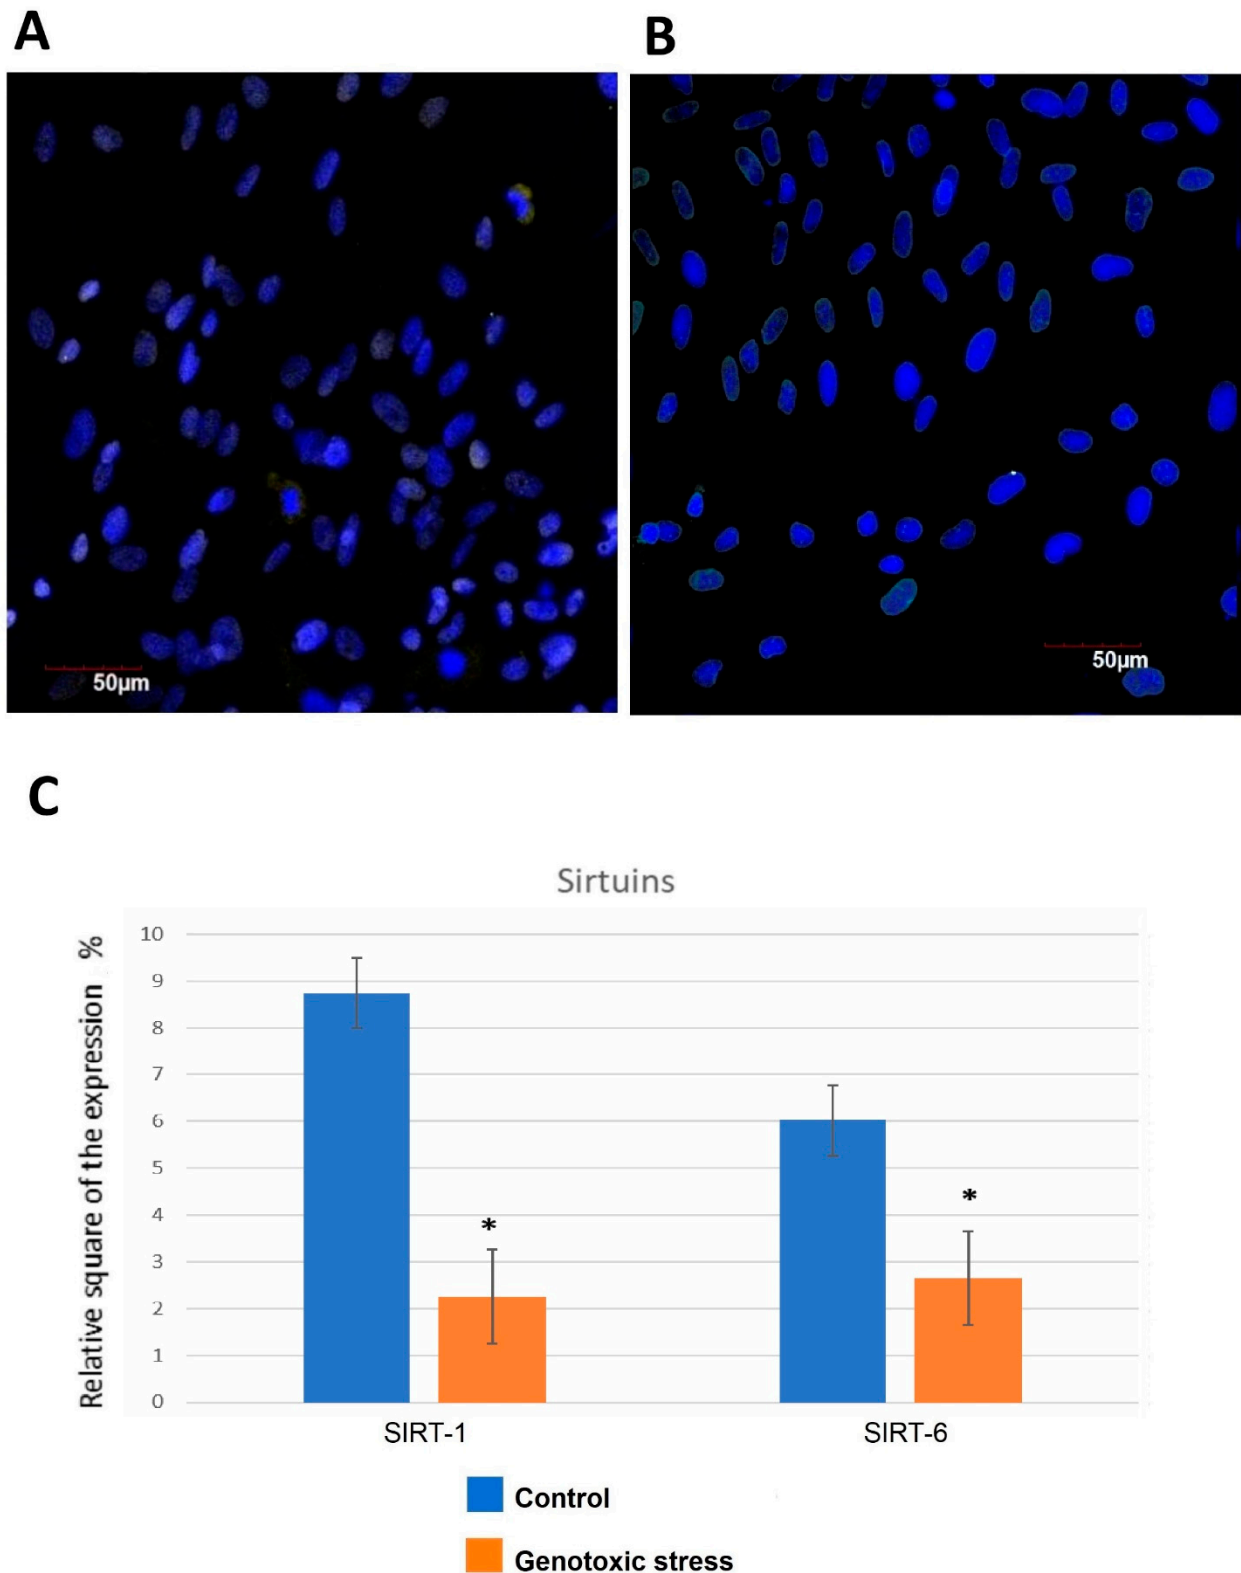 A
B
50µm
50µm
C
Sirtuins
Relative square of the expression %
10
9
8
7
6
5
4
3
2
1
0
*
*
SIRT-1
SIRT-6
Control
Genotoxic stress